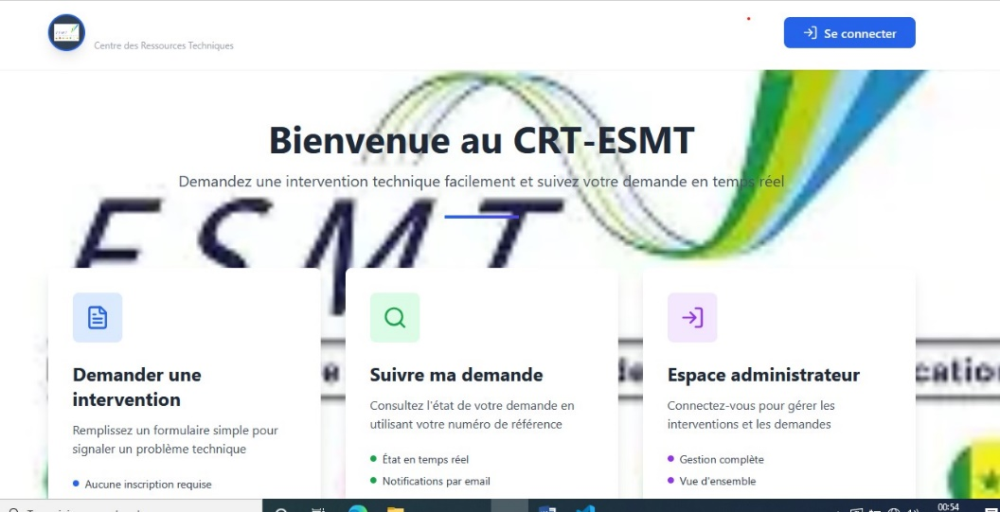 Centre des Ressources Techniques
Se connecter
Bienvenue au CRT-ESMT
Demandez une intervention technique facilement et suivez votre demande en temps réel
ESMT
Demander une
intervention
Remplissez un formulaire simple pour
signaler un problème technique
Aucune inscription requise
Suivre ma demande
Consultez l'état de votre demande en
utilisant votre numéro de référence
État en temps réel
Notifications par email
Espace administrateur
Connectez-vous pour gérer les
interventions et les demandes
Gestion complète
Vue d'ensemble
00:54